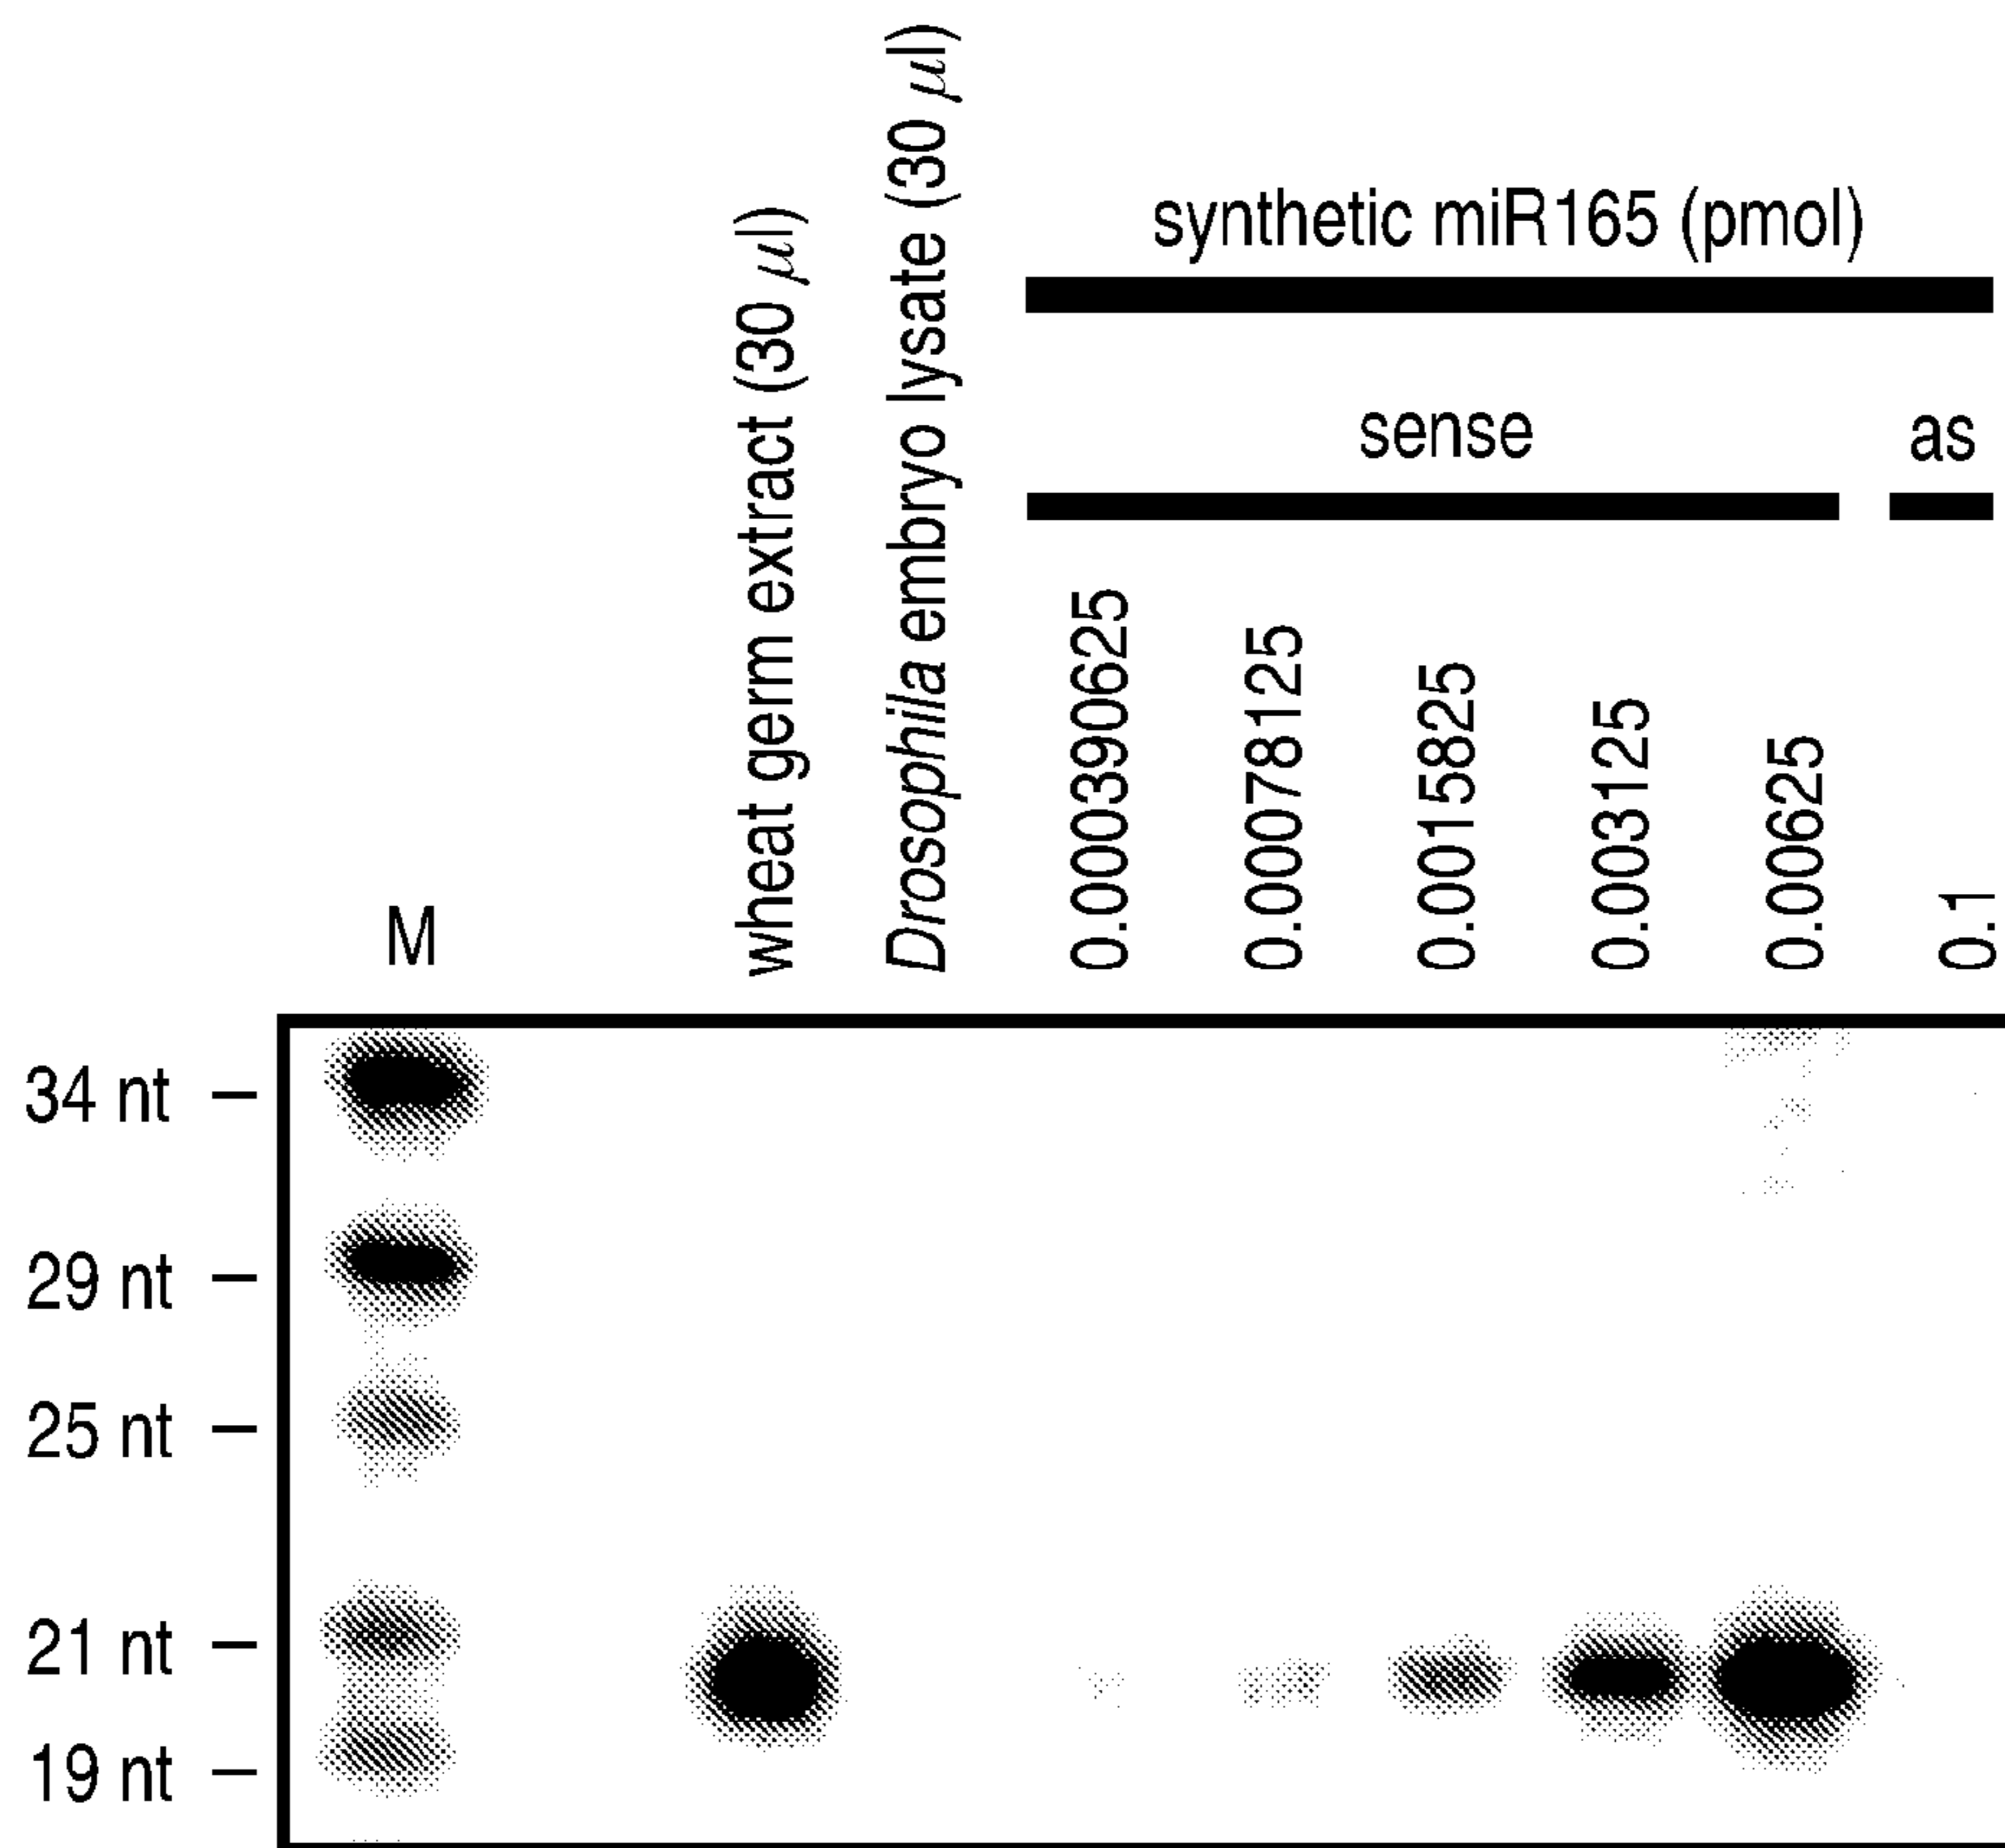 synthetic miR165 (pmol)
sense
as
M
wheat germ extract (30 μl)
Drosophila embryo lysate (30 μl)
0.000390625
0.00078125
0.0015825
0.003125
0.00625
0.1
34 nt
29 nt
25 nt
21 nt
19 nt